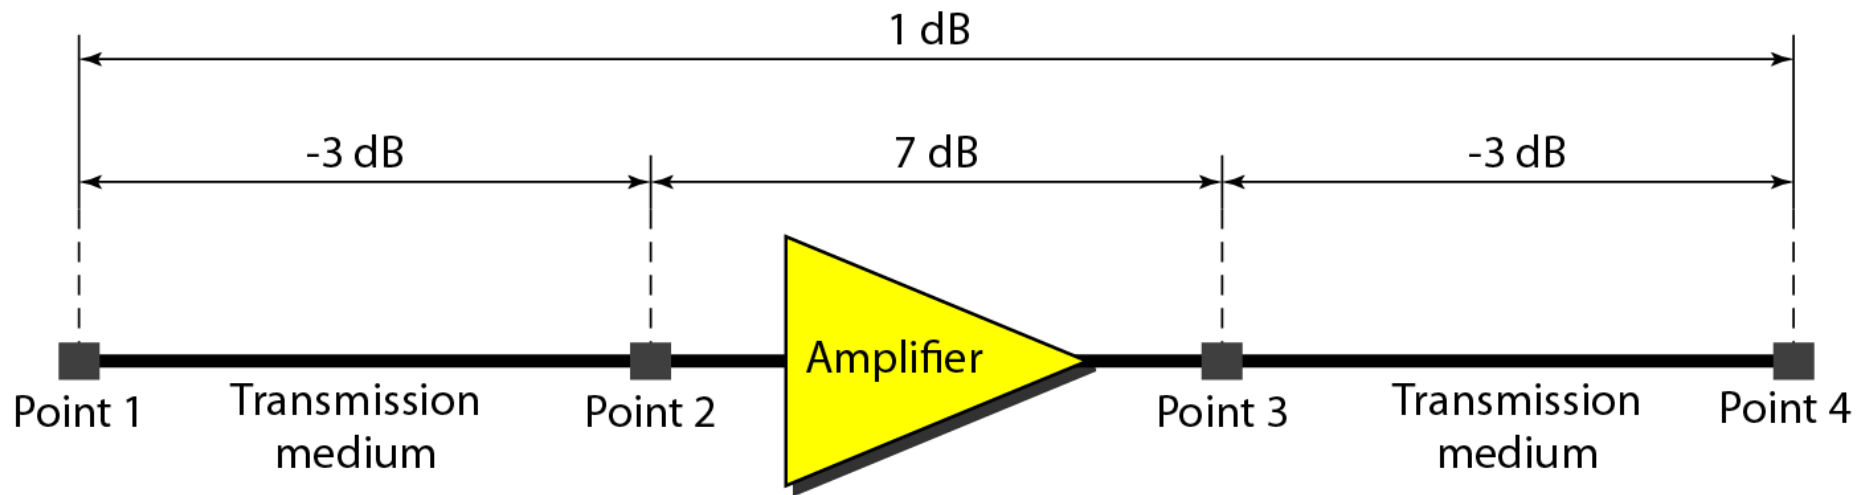 1 dB
-3 dB
7 dB
-3 dB
Amplifier
Point 1
Transmission
medium
Point 2
Point 3
Transmission
medium
Point 4